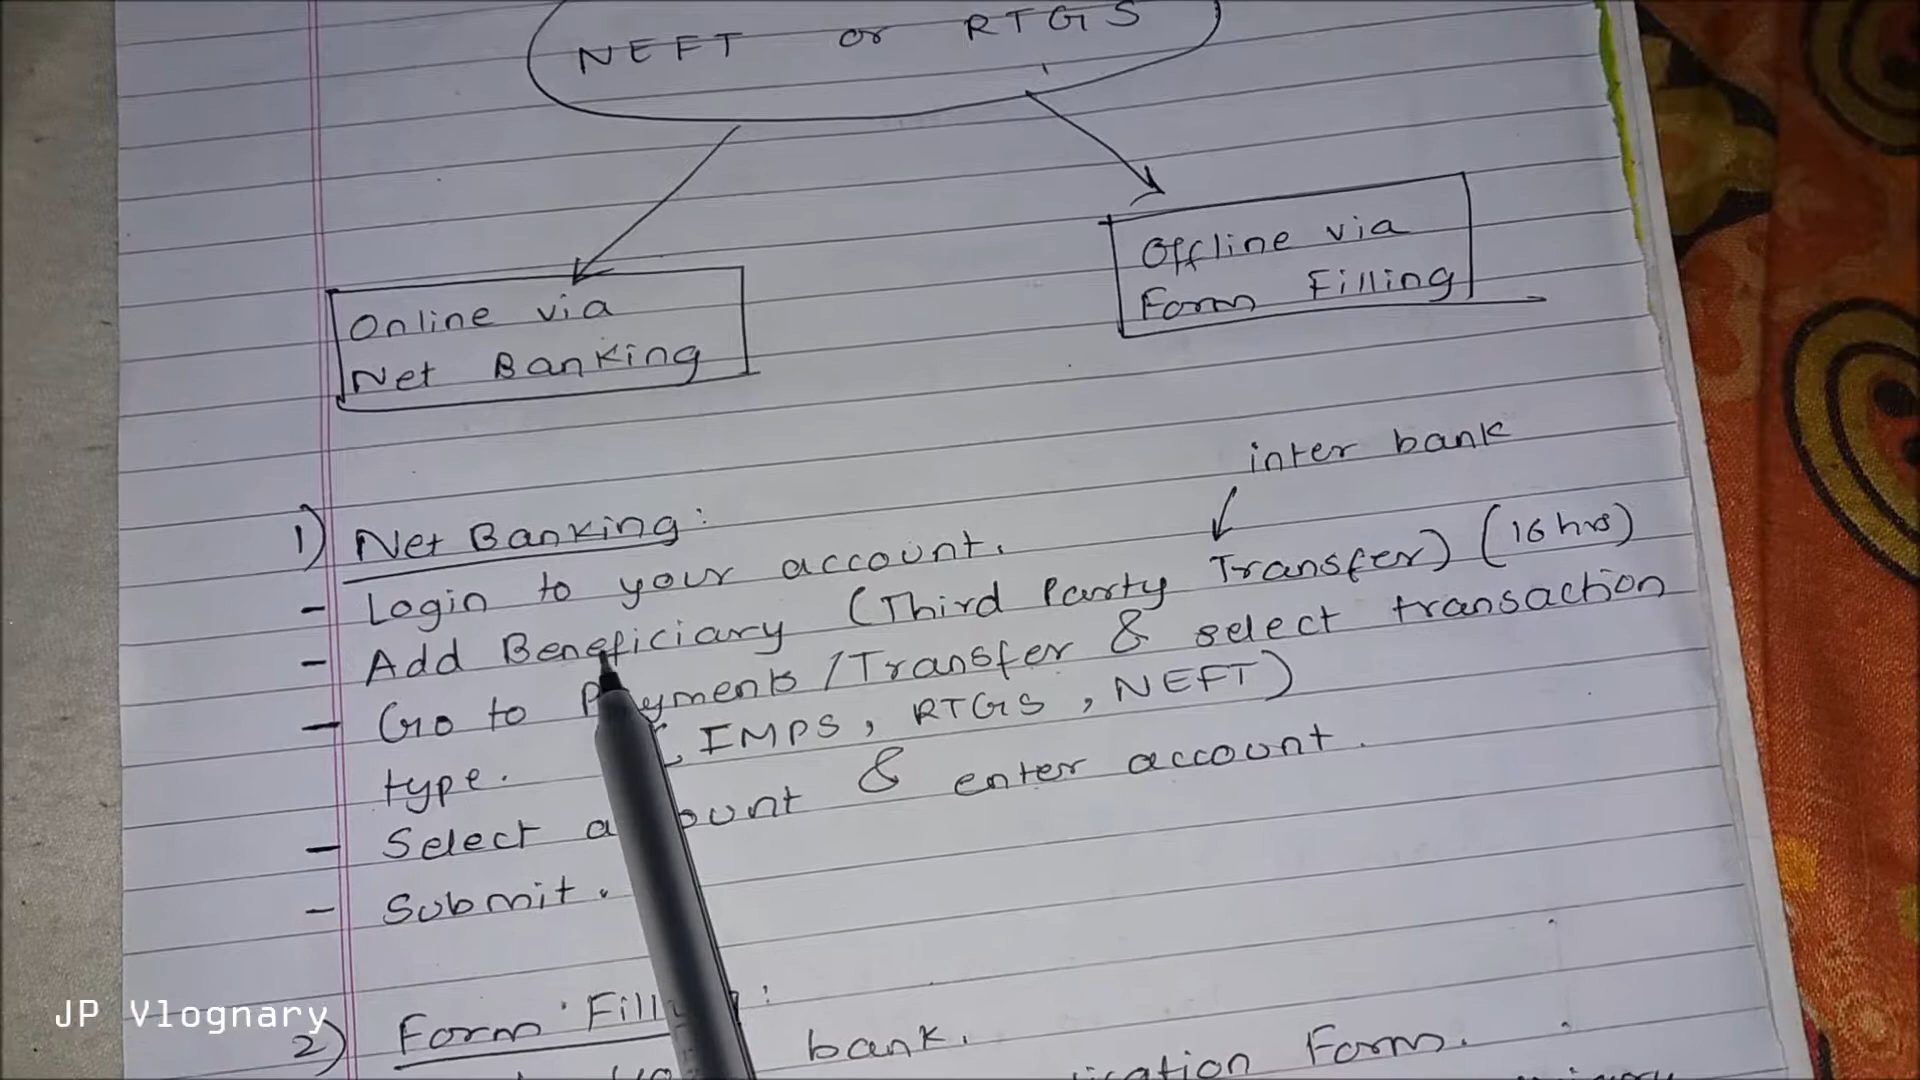 NEFT or RTGS
Online via
Net Banking
Offline via
Form Filling
inter bank
1) Net Banking:
- Login to your account.
- Add Beneficiary (Third Party Transfer) (16 hrs)
- Go to Payments / Transfer & select transaction
type. (IMPS, RTGS, NEFT)
- Select account & enter account.
- Submit.
2) Form Filling:
bank.
Form.
JP Vlognary